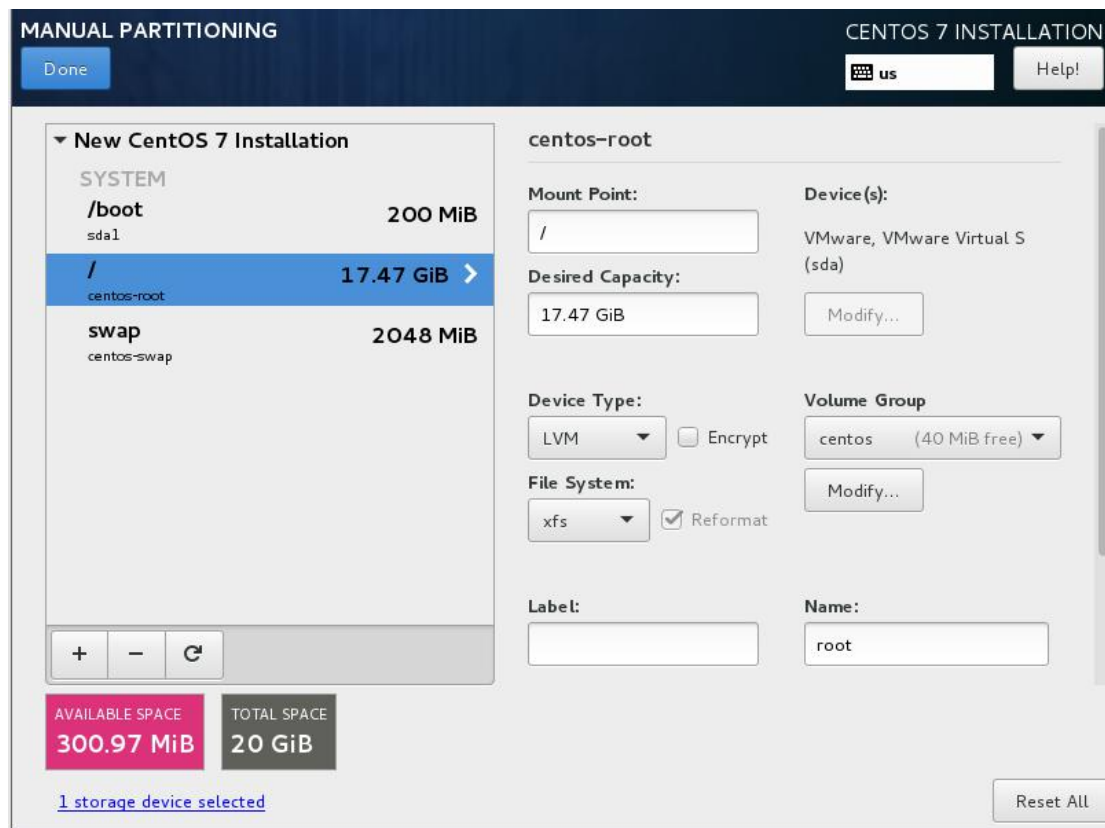 MANUAL PARTITIONING
CENTOS 7 INSTALLATION
Done
us
Help!
New CentOS 7 Installation
SYSTEM
/boot
200 MiB
sda1
/
17.47 GiB
centos-root
swap
2048 MiB
centos-swap
centos-root
Mount Point:
/
Device(s):
VMware, VMware Virtual S
(sda)
Modify...
Desired Capacity:
17.47 GiB
Device Type:
LVM
Encrypt
Volume Group
centos (40 MiB free)
Modify...
File System:
xfs
Reformat
Label:
Name:
root
+ −
AVAILABLE SPACE
300.97 MiB
TOTAL SPACE
20 GiB
1 storage device selected
Reset All